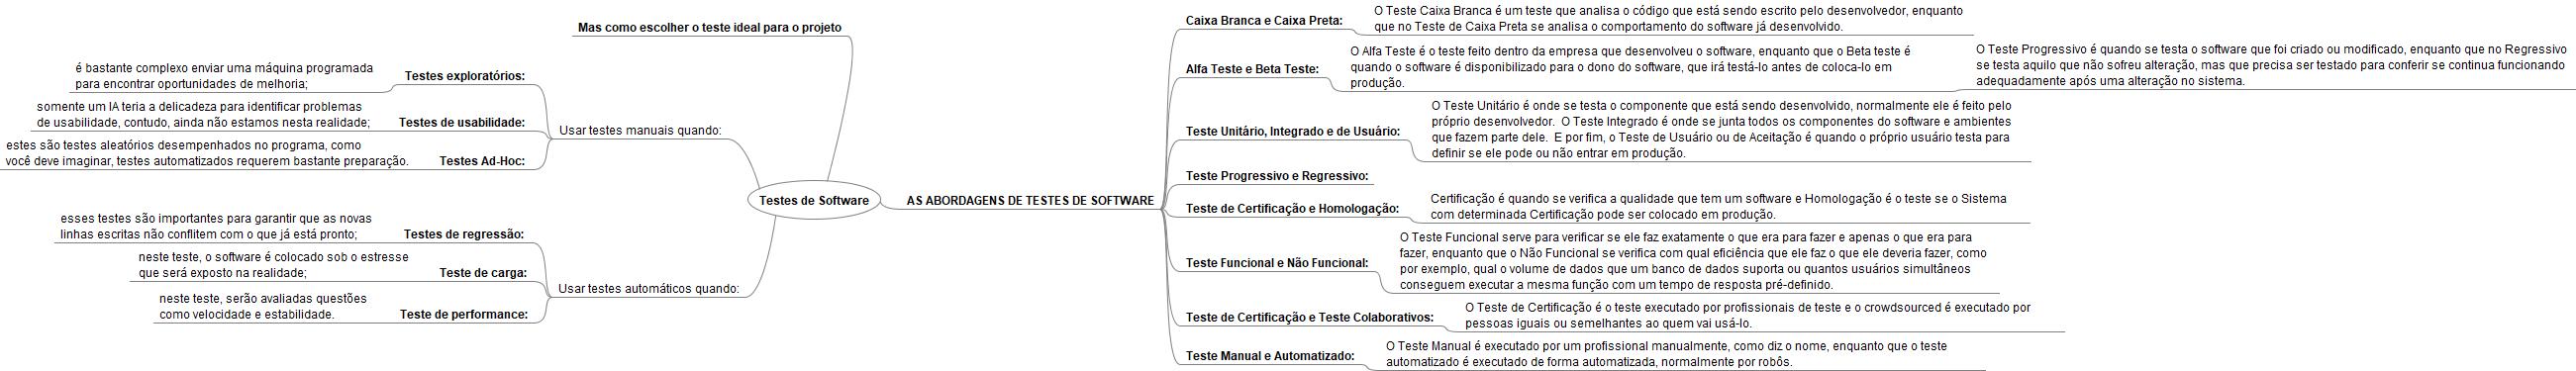 Mas como escolher o teste ideal para o projeto
é bastante complexo enviar uma máquina programada
para encontrar oportunidades de melhoria;
Testes exploratórios:
somente um IA teria a delicadeza para identificar problemas
de usabilidade, contudo, ainda não estamos nesta realidade;
Testes de usabilidade:
estes são testes aleatórios desempenhados no programa, como
você deve imaginar, testes automatizados requerem bastante preparação.
Testes Ad-Hoc:
Usar testes manuais quando:
esses testes são importantes para garantir que as novas
linhas escritas não conflitem com o que já está pronto;
Testes de regressão:
neste teste, o software é colocado sob o estresse
que será exposto na realidade;
Teste de carga:
neste teste, serão avaliadas questões
como velocidade e estabilidade.
Teste de performance:
Usar testes automáticos quando:
Testes de Software
AS ABORDAGENS DE TESTES DE SOFTWARE
Caixa Branca e Caixa Preta:
O Teste Caixa Branca é um teste que analisa o código que está sendo escrito pelo desenvolvedor, enquanto
que no Teste de Caixa Preta se analisa o comportamento do software já desenvolvido.
Alfa Teste e Beta Teste:
O Alfa Teste é o teste feito dentro da empresa que desenvolveu o software, enquanto que o Beta teste é
quando o software é disponibilizado para o dono do software, que irá testá-lo antes de coloca-lo em
produção.
O Teste Progressivo é quando se testa o software que foi criado ou modificado, enquanto que no Regressivo
se testa aquilo que não sofreu alteração, mas que precisa ser testado para conferir se continua funcionando
adequadamente após uma alteração no sistema.
Teste Unitário, Integrado e de Usuário:
O Teste Unitário é onde se testa o componente que está sendo desenvolvido, normalmente ele é feito pelo
próprio desenvolvedor.  O Teste Integrado é onde se junta todos os componentes do software e ambientes
que fazem parte dele.  E por fim, o Teste de Usuário ou de Aceitação é quando o próprio usuário testa para
definir se ele pode ou não entrar em produção.
Teste Progressivo e Regressivo:
Teste de Certificação e Homologação:
Certificação é quando se verifica a qualidade que tem um software e Homologação é o teste se o Sistema
com determinada Certificação pode ser colocado em produção.
Teste Funcional e Não Funcional:
O Teste Funcional serve para verificar se ele faz exatamente o que era para fazer e apenas o que era para
fazer, enquanto que o Não Funcional se verifica com qual eficiência que ele faz o que ele deveria fazer, como
por exemplo, qual o volume de dados que um banco de dados suporta ou quantos usuários simultâneos
conseguem executar a mesma função com um tempo de resposta pré-definido.
Teste de Certificação e Teste Colaborativos:
O Teste de Certificação é o teste executado por profissionais de teste e o crowdsourced é executado por
pessoas iguais ou semelhantes ao quem vai usá-lo.
Teste Manual e Automatizado:
O Teste Manual é executado por um profissional manualmente, como diz o nome, enquanto que o teste
automatizado é executado de forma automatizada, normalmente por robôs.